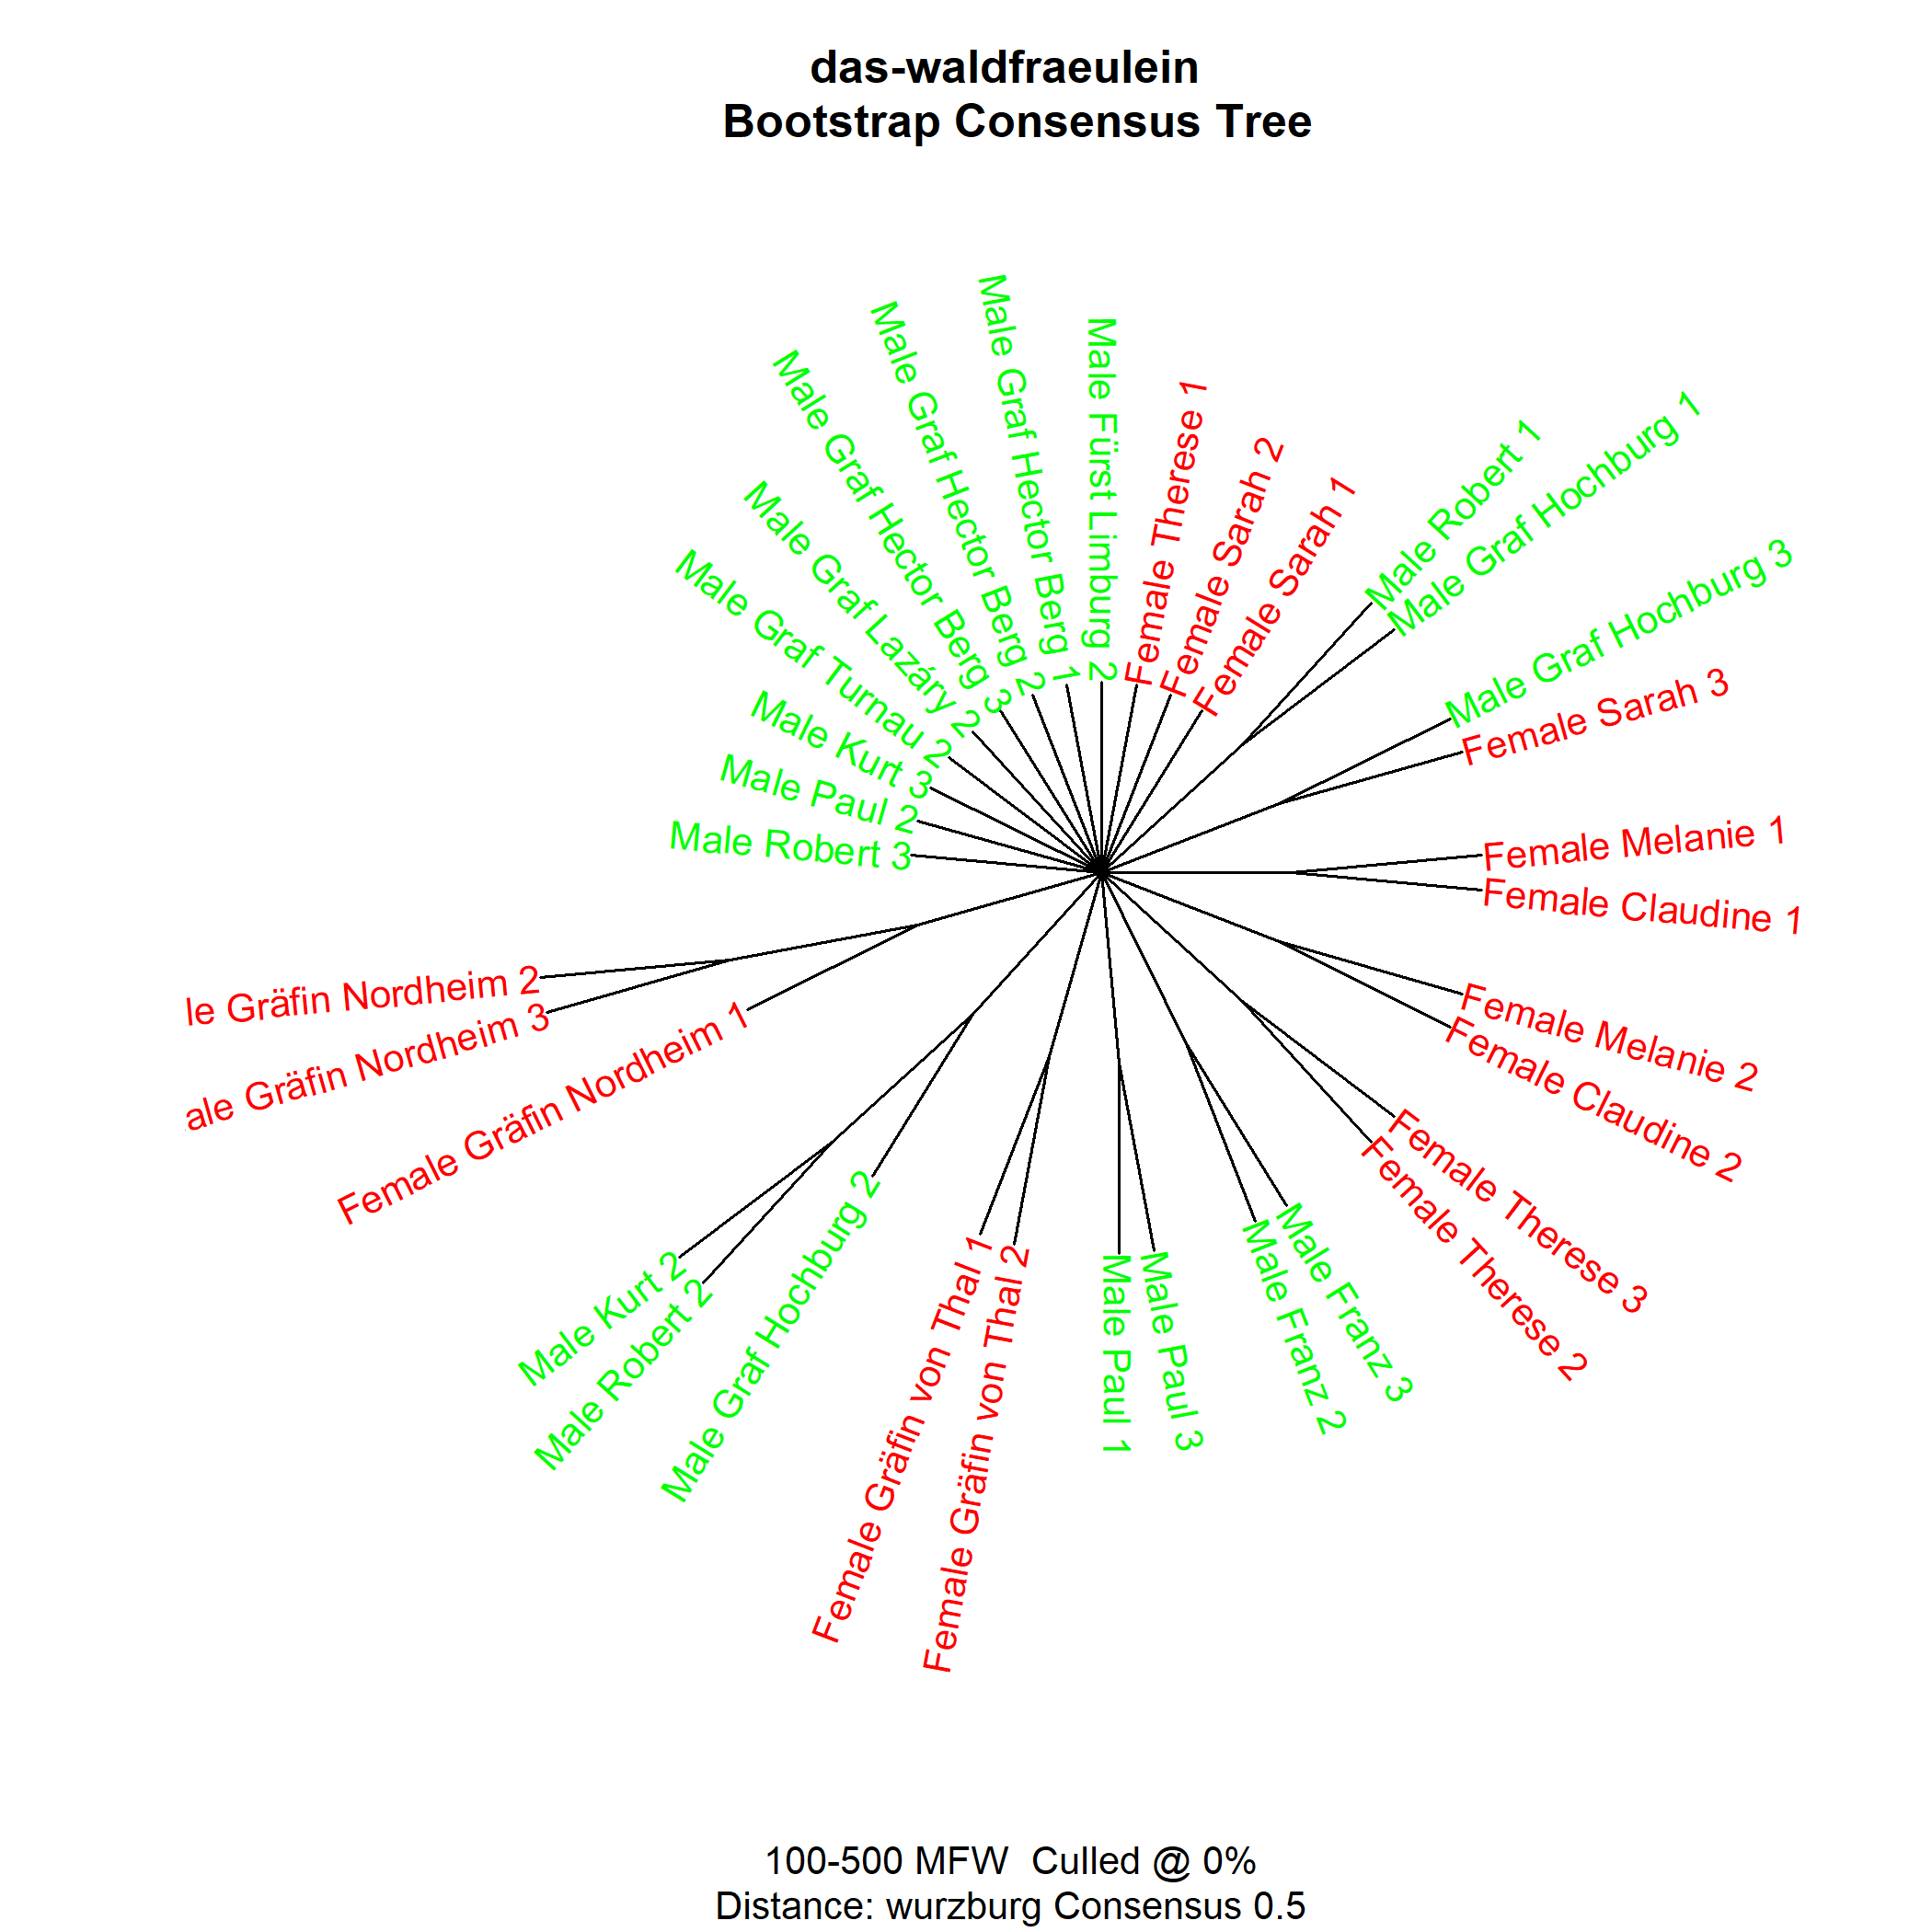 das-waldfraeulein
Bootstrap Consensus Tree
Male Graf Hector Berg 1
Male Fürst Limburg 2
Female Therese 1
Female Sarah 2
Female Sarah 1
Male Robert 1
Male Graf Hochburg 1
Male Graf Hochburg 3
Female Sarah 3
Female Melanie 1
Female Claudine 1
Female Melanie 2
Female Claudine 2
Female Therese 3
Female Therese 2
Male Franz 3
Male Franz 2
Male Paul 3
Male Paul 1
Female Gräfin von Thal 2
Female Gräfin von Thal 1
Male Graf Hochburg 2
Male Robert 2
Male Kurt 2
Female Gräfin Nordheim 1
ale Gräfin Nordheim 3
le Gräfin Nordheim 2
Male Robert 3
Male Paul 2
Male Kurt 3
Male Graf Turnau 2
Male Graf Lazáry 2
Male Graf Hector Berg 3
Male Graf Hector Berg 2
100-500 MFW  Culled @ 0%
Distance: wurzburg Consensus 0.5